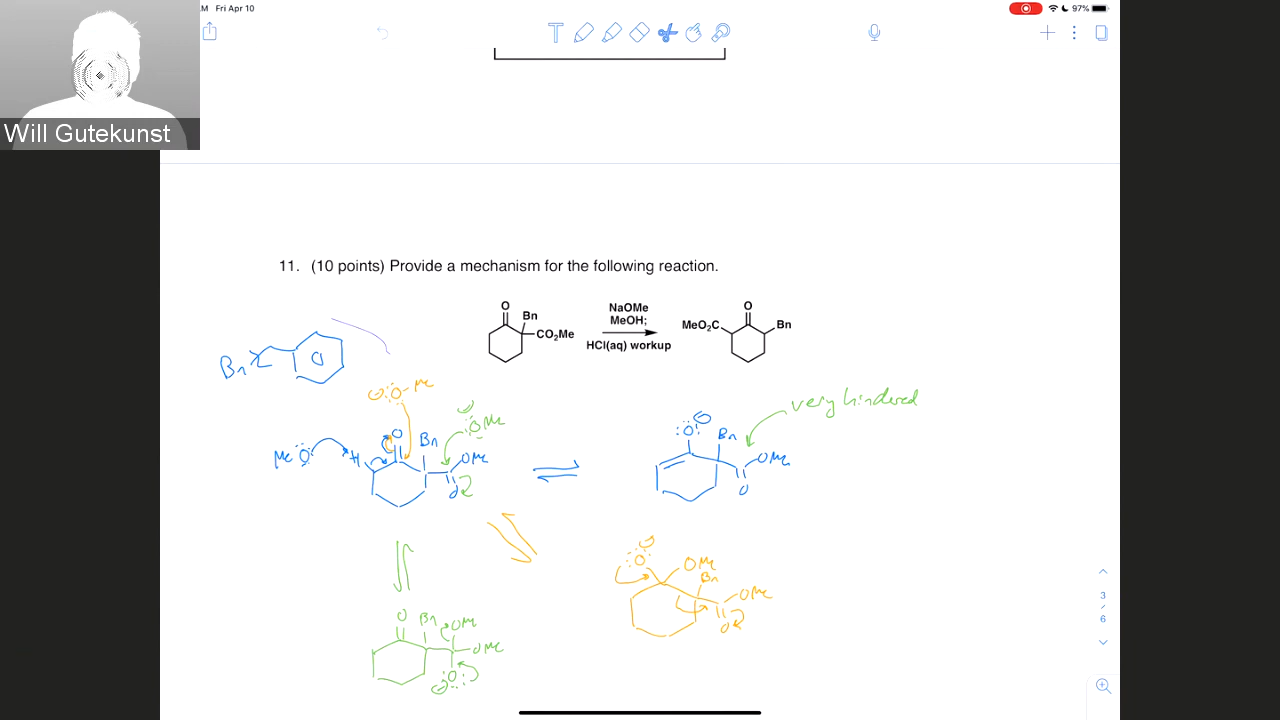 .M Fri Apr 10
97%
Will Gutekunst
11. (10 points) Provide a mechanism for the following reaction.
O
Bn
CO₂Me
NaOMe
MeOH;
HCl(aq) workup
O
MeO₂C
Bn
Br
⊖ :O-Me
⊖ :OMe
very hindered
MeO
H
O
Bn
OMe
O
:O: ⊖
Bn
OMe
O
3
/
6
:O: ⊖
OMe
Bn
OMe
O
O
Bn
OMe
OMe
⊖ :O: